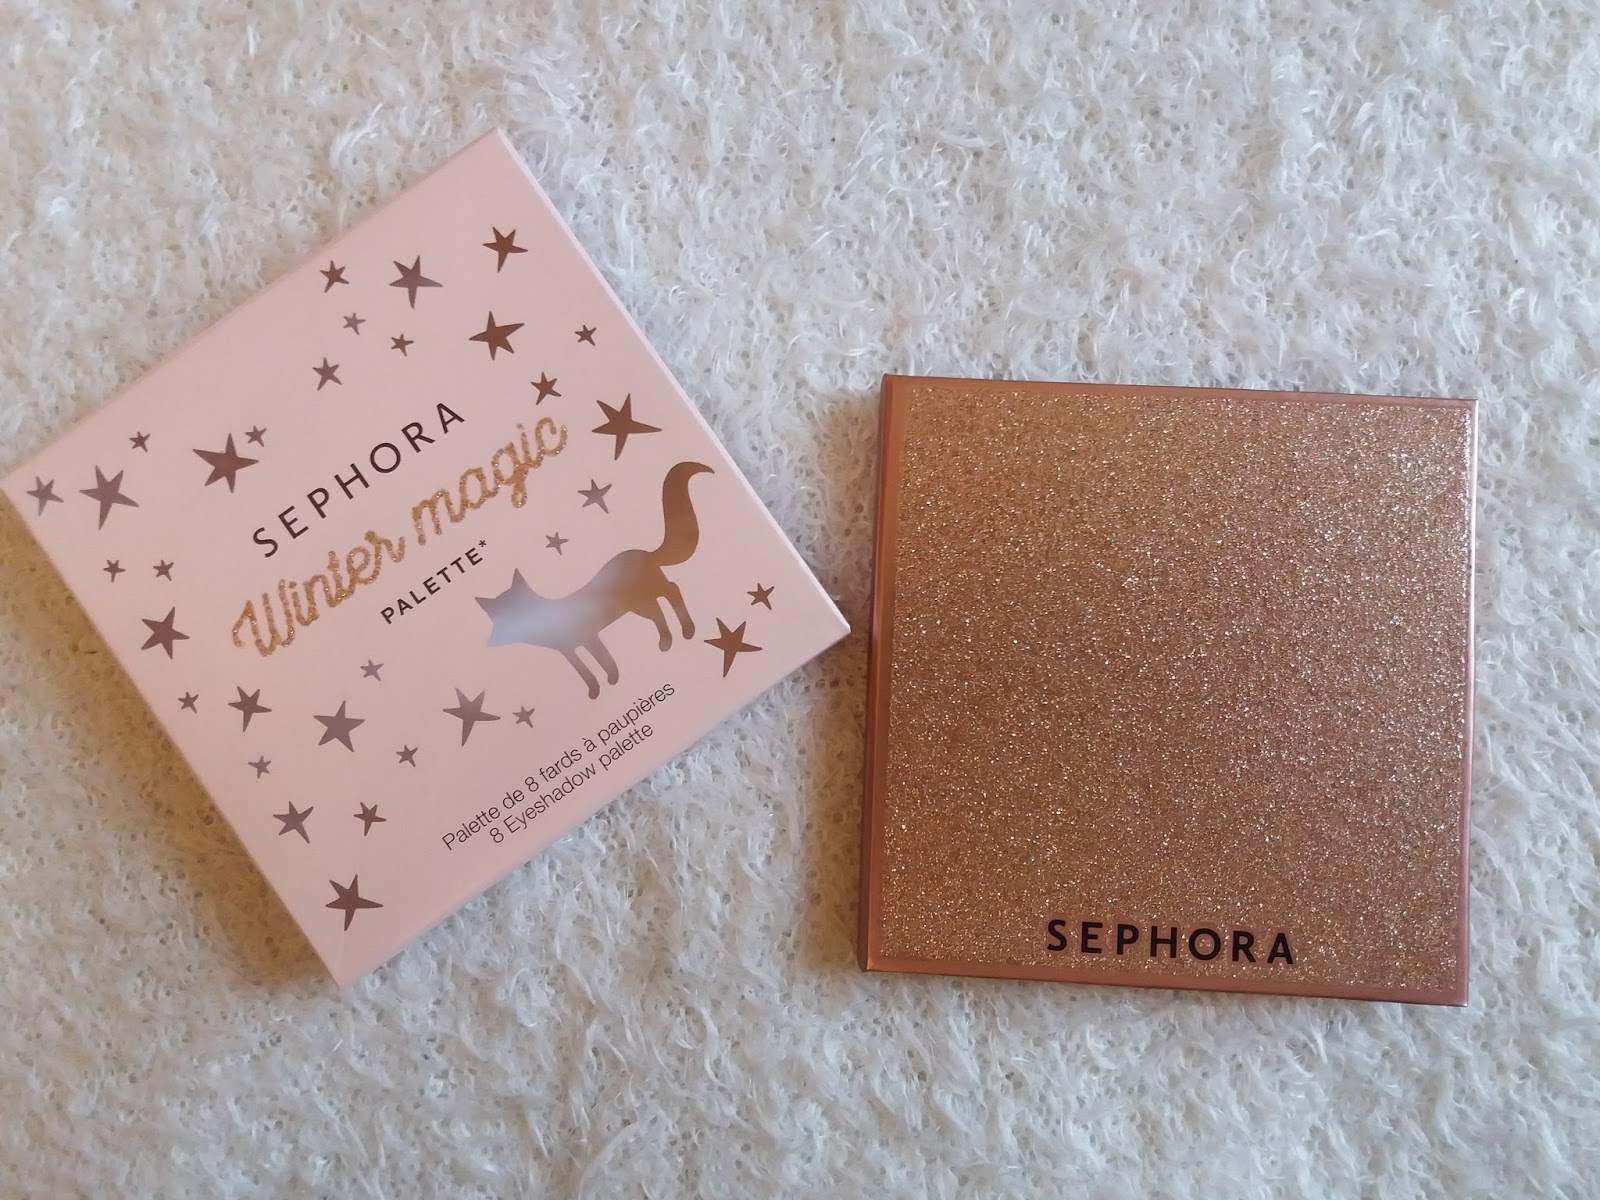 SEPHORA
Winter magic
PALETTE*
Palette de 8 fards à paupières
8 Eyeshadow palette
SEPHORA